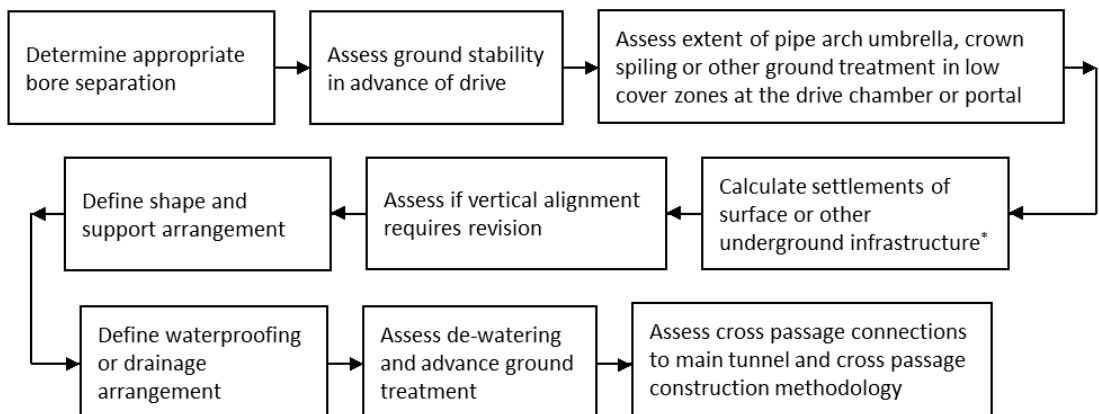 Determine appropriate
bore separation
Assess ground stability
in advance of drive
Assess extent of pipe arch umbrella, crown
spiling or other ground treatment in low
cover zones at the drive chamber or portal
Calculate settlements of
surface or other
underground infrastructure*
Assess if vertical alignment
requires revision
Define shape and
support arrangement
Define waterproofing
or drainage
arrangement
Assess de-watering
and advance ground
treatment
Assess cross passage connections
to main tunnel and cross passage
construction methodology